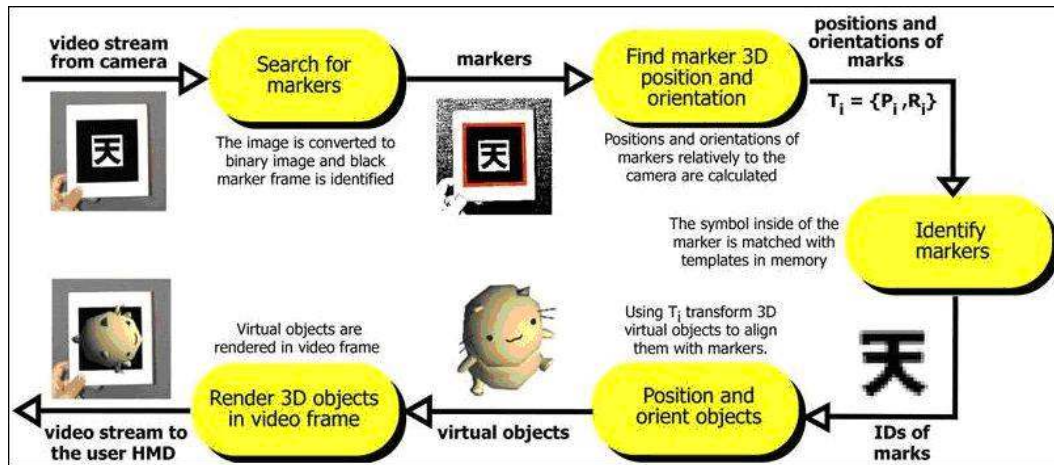 video stream
from camera
天
Search for
markers
The image is converted to
binary image and black
marker frame is identified
markers
天
Find marker 3D
position and
orientation
Positions and orientations of
markers relatively to the
camera are calculated
positions and
orientations of
marks
Ti = {Pi ,Ri}
Identify
markers
The symbol inside of the
marker is matched with
templates in memory
天
IDs of
marks
Using Ti transform 3D
virtual objects to align
them with markers.
Position and
orient objects
virtual objects
Virtual objects are
rendered in video frame
Render 3D objects
in video frame
video stream to
the user HMD